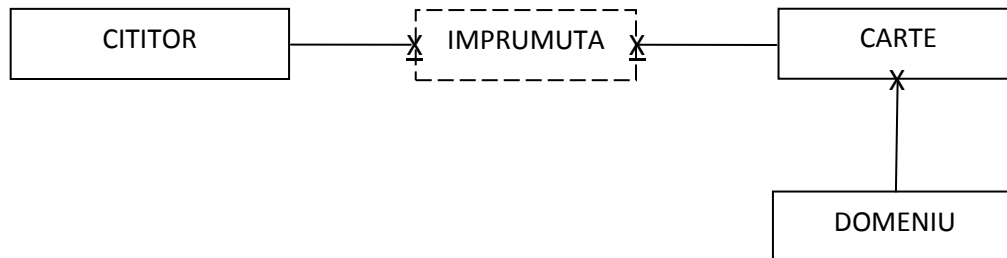 CITITOR
IMPRUMUTA
CARTE
X
X
X
DOMENIU